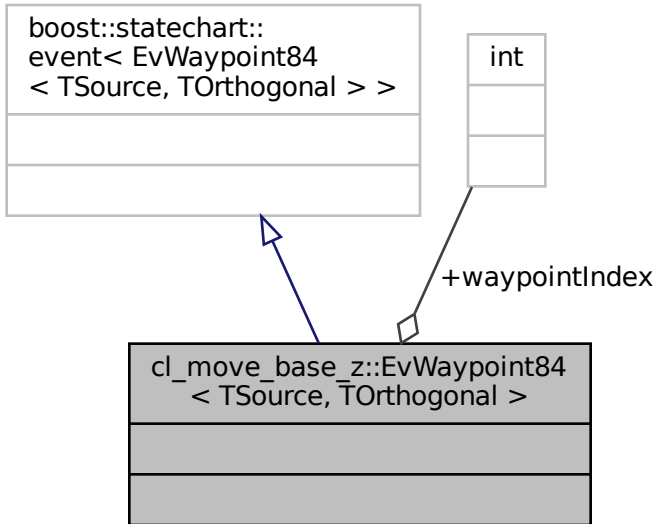 boost::statechart::
event< EvWaypoint84
< TSource, TOrthogonal > >
int
+waypointIndex
cl_move_base_z::EvWaypoint84
< TSource, TOrthogonal >